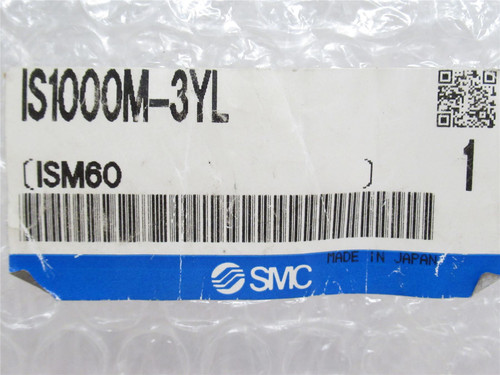 IS1000M-3YL
[ISM60 ]
1
MADE IN JAPAN
SMC